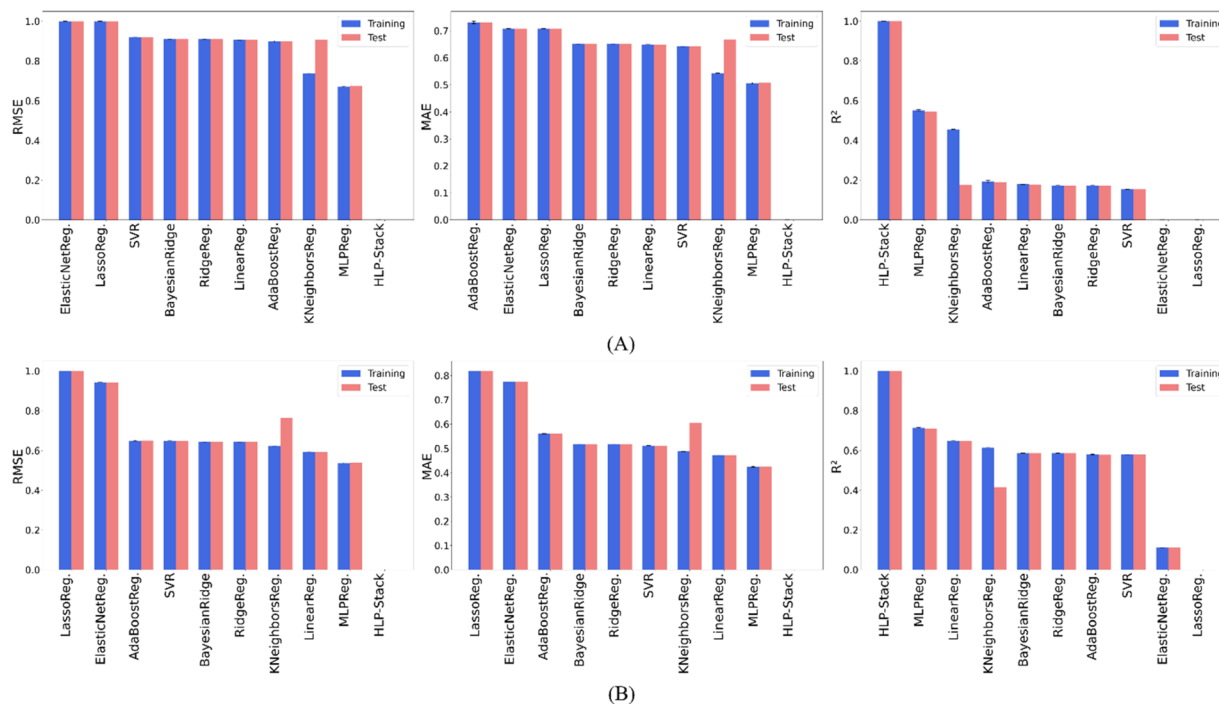 RMSE
1.0
0.8
0.6
0.4
0.2
0.0
Training
Test
ElasticNetReg.
LassoReg.
SVR
BayesianRidge
RidgeReg.
LinearReg.
AdaBoostReg.
KNeighborsReg.
MLPReg.
HLP-Stack
MAE
0.7
0.6
0.5
0.4
0.3
0.2
0.1
0.0
Training
Test
AdaBoostReg.
ElasticNetReg.
LassoReg.
BayesianRidge
RidgeReg.
LinearReg.
SVR
KNeighborsReg.
MLPReg.
HLP-Stack
R²
1.0
0.8
0.6
0.4
0.2
0.0
Training
Test
HLP-Stack
MLPReg.
KNeighborsReg.
AdaBoostReg.
LinearReg.
BayesianRidge
RidgeReg.
SVR
ElasticNetReg.
LassoReg.
(A)
RMSE
1.0
0.8
0.6
0.4
0.2
0.0
Training
Test
LassoReg.
ElasticNetReg.
AdaBoostReg.
SVR
BayesianRidge
RidgeReg.
KNeighborsReg.
LinearReg.
MLPReg.
HLP-Stack
MAE
0.8
0.7
0.6
0.5
0.4
0.3
0.2
0.1
0.0
Training
Test
LassoReg.
ElasticNetReg.
AdaBoostReg.
BayesianRidge
RidgeReg.
SVR
KNeighborsReg.
LinearReg.
MLPReg.
HLP-Stack
R²
1.0
0.8
0.6
0.4
0.2
0.0
Training
Test
HLP-Stack
MLPReg.
LinearReg.
KNeighborsReg.
BayesianRidge
RidgeReg.
AdaBoostReg.
SVR
ElasticNetReg.
LassoReg.
(B)